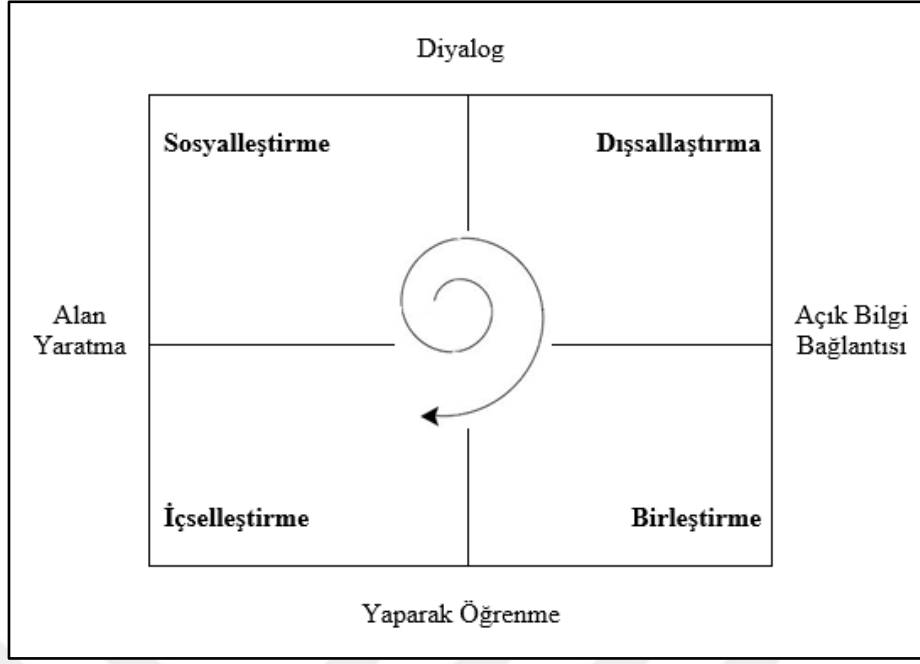 Diyalog
Sosyalleştirme
Dışsallaştırma
Alan
Yaratma
Açık Bilgi
Bağlantısı
İçselleştirme
Birleştirme
Yaparak Öğrenme